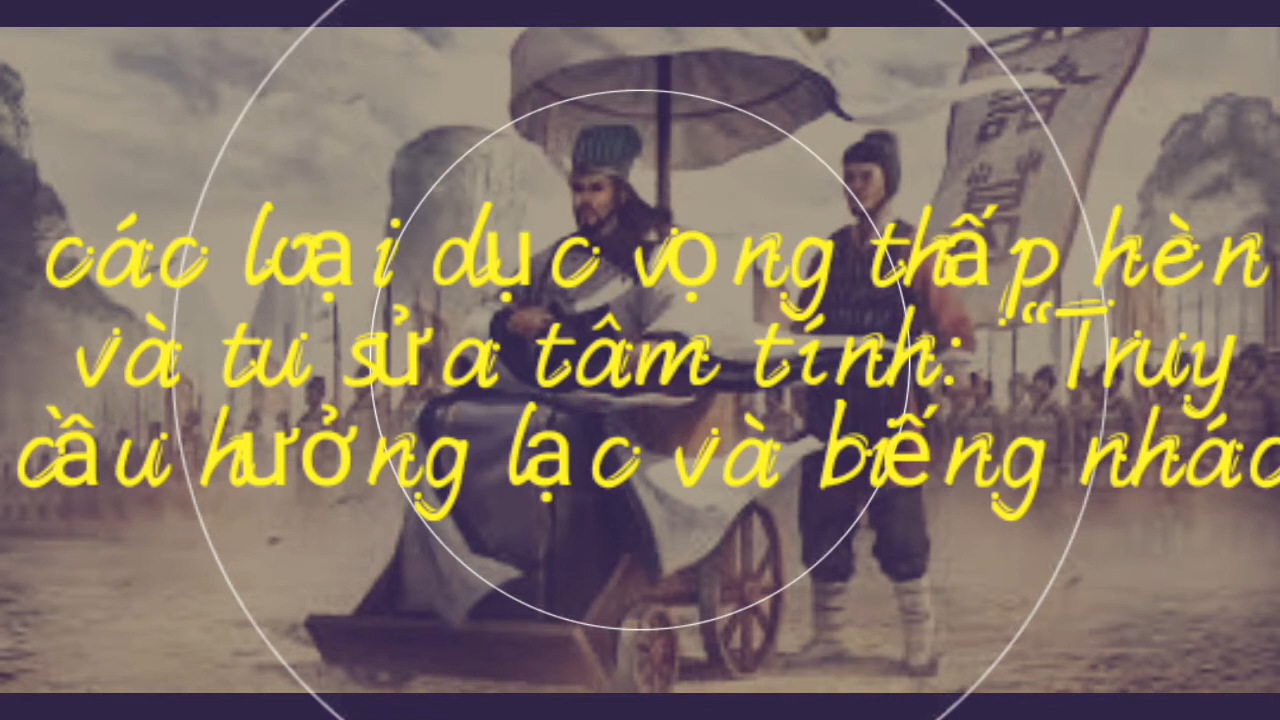 các loại dục vọng thấp hèn
và tu sửa tâm tính: “Truy
cầu hưởng lạc và biếng nhác